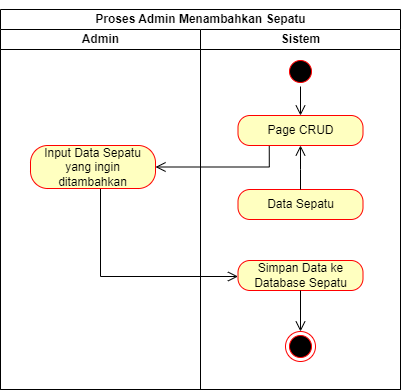 Proses Admin Menambahkan Sepatu
Admin
Sistem
Page CRUD
Input Data Sepatu
yang ingin
ditambahkan
Data Sepatu
Simpan Data ke
Database Sepatu